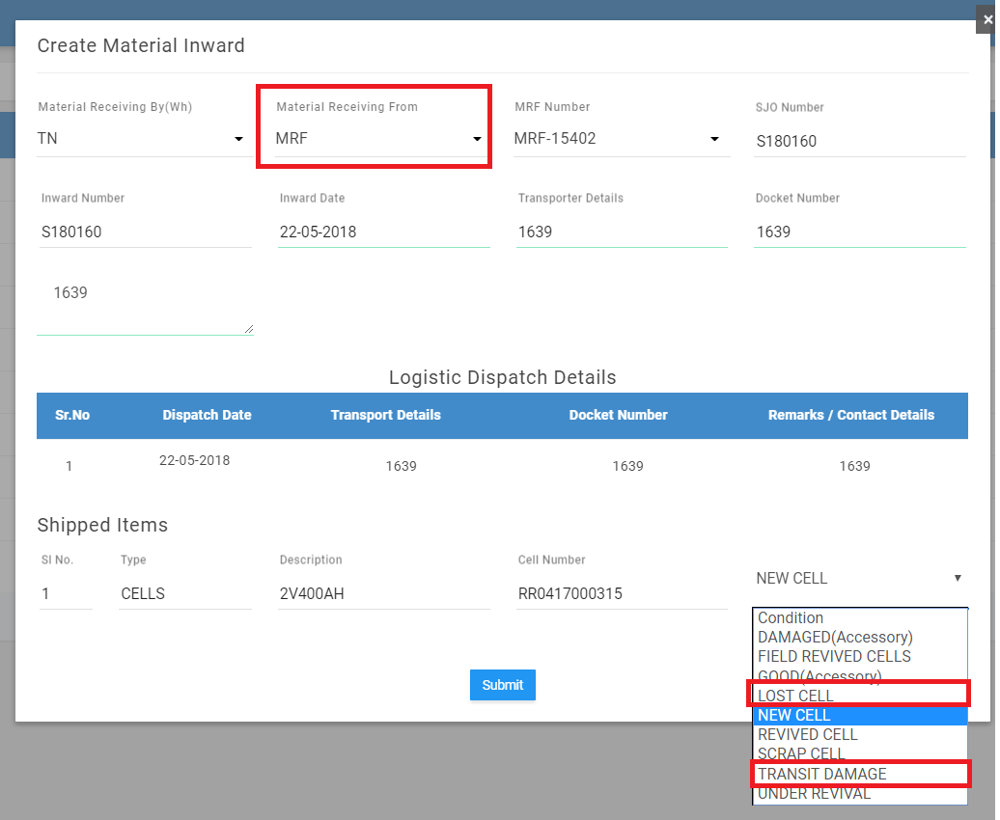 ×
Create Material Inward
Material Receiving By(Wh) Material Receiving From MRF Number SJO Number
TN MRF MRF-15402 S180160
Inward Number Inward Date Transporter Details Docket Number
S180160 22-05-2018 1639 1639
1639
Logistic Dispatch Details
Sr.No Dispatch Date Transport Details Docket Number Remarks / Contact Details
1 22-05-2018 1639 1639 1639
Shipped Items
Sl No. Type Description Cell Number
1 CELLS 2V400AH RR0417000315 NEW CELL
Condition
DAMAGED(Accessory)
FIELD REVIVED CELLS
GOOD(Accessory)
LOST CELL
NEW CELL
REVIVED CELL
SCRAP CELL
TRANSIT DAMAGE
UNDER REVIVAL
Submit